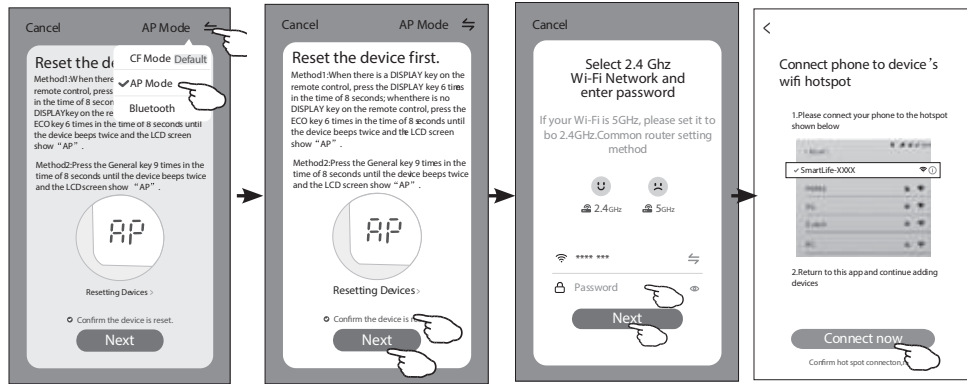 Cancel
AP Mode
Reset the de
CF Mode Default
✓AP Mode
Bluetooth
Method1:When there
remote control, press
in the time of 8 secon
DISPLAYkey on the re
ECO key 6 times in the time of 8 seconds until
the device beeps twice and the LCD screen
show “AP” .
Method2:Press the General key 9 times in the
time of 8 seconds until the device beeps twice
and the LCD screen show “AP” .
AP
Resetting Devices >
Confirm the device is reset.
Next
Cancel
AP Mode
Reset the device first.
Method1:When there is a DISPLAY key on the
remote control, press the DISPLAY key 6 times
in the time of 8 seconds; whenthere is no
DISPLAY key on the remote control, press the
ECO key 6 times in the time of 8 seconds until
the device beeps twice and the LCD screen
show “AP” .
Method2:Press the General key 9 times in the
time of 8 seconds until the device beeps twice
and the LCD screen show “AP” .
AP
Resetting Devices >
Confirm the device is
Next
Cancel
Select 2.4 Ghz
Wi-Fi Network and
enter password
If your Wi-Fi is 5GHz, please set it to
bo 2.4GHz.Common router setting
method
2.4GHz
5GHz
**** ***
Password
Next
<
Connect phone to device’s
wifi hotspot
1.Please connect your phone to the hotspot
shown below
✓ SmartLife-XXXX
2.Return to this app and continue adding
devices
Connect now
Confirm hot spot connecton,